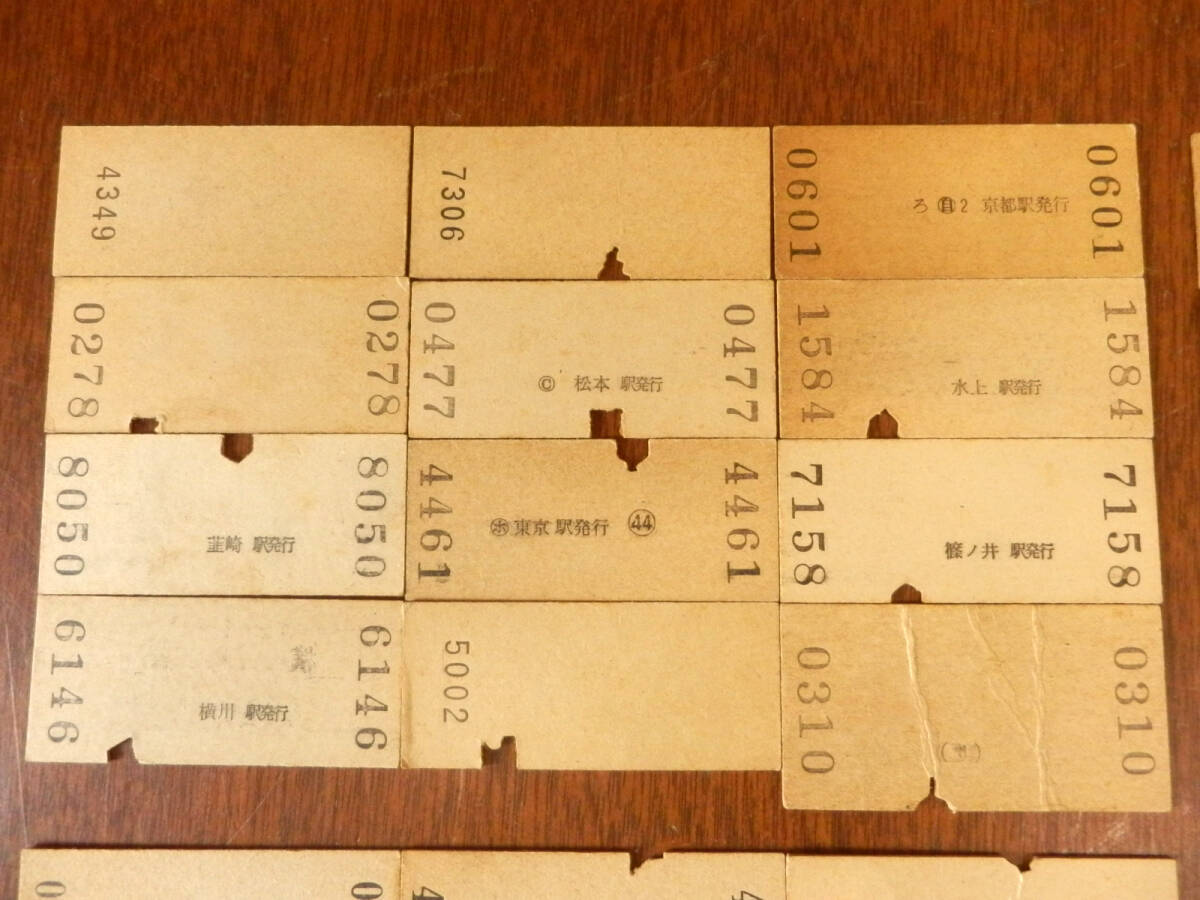 4349
7306
0601 ろ ㊐2 京都駅発行 0601
0278 0278
0477 Ⓒ 松本 駅発行 0477
1584 水上 駅発行 1584
8050 韮崎 駅発行 8050
4461 ㋭東京駅発行 ㊹ 4461
7158 篠ノ井 駅発行 7158
6146 横川 駅発行 6146
5002
0310 0310